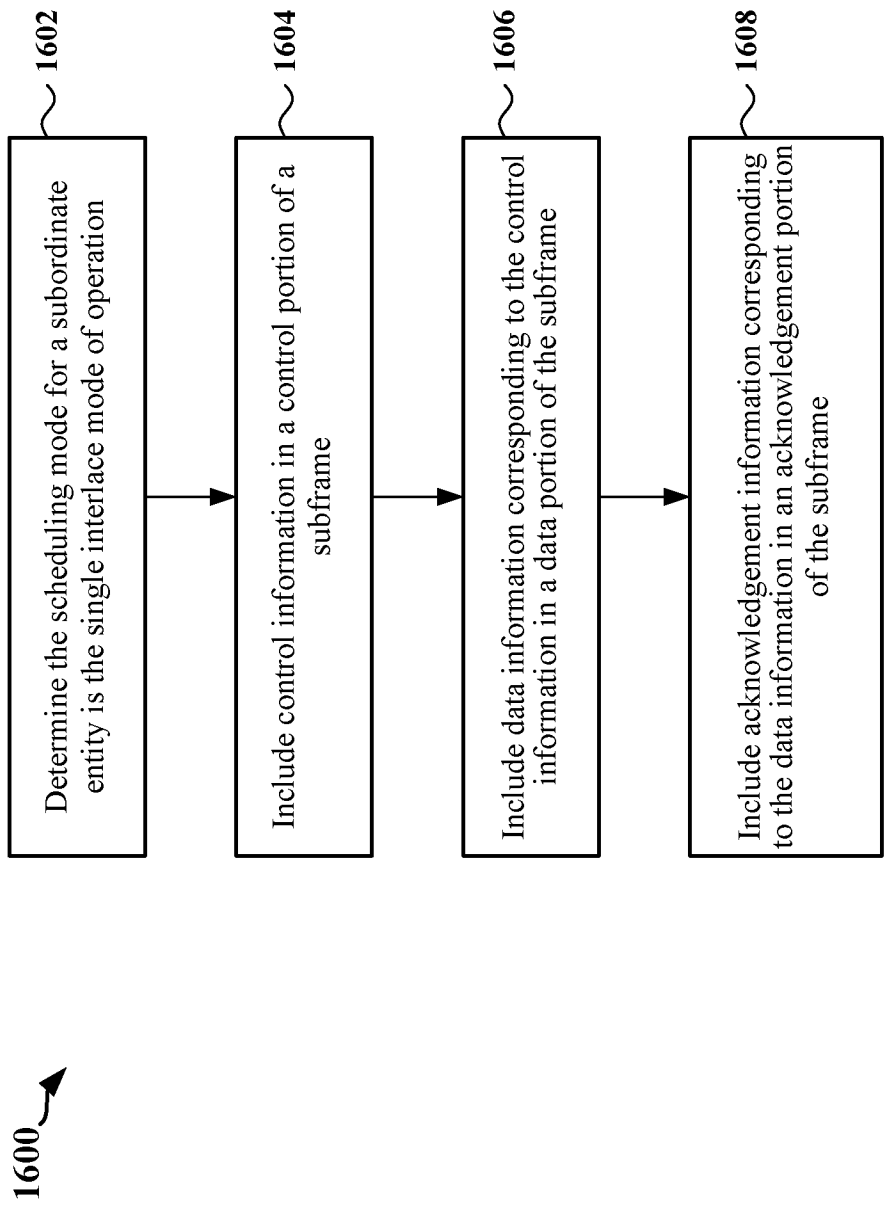 1600
1602
Determine the scheduling mode for a subordinate
entity is the single interlace mode of operation
1604
Include control information in a control portion of a
subframe
1606
Include data information corresponding to the control
information in a data portion of the subframe
1608
Include acknowledgement information corresponding
to the data information in an acknowledgement portion
of the subframe